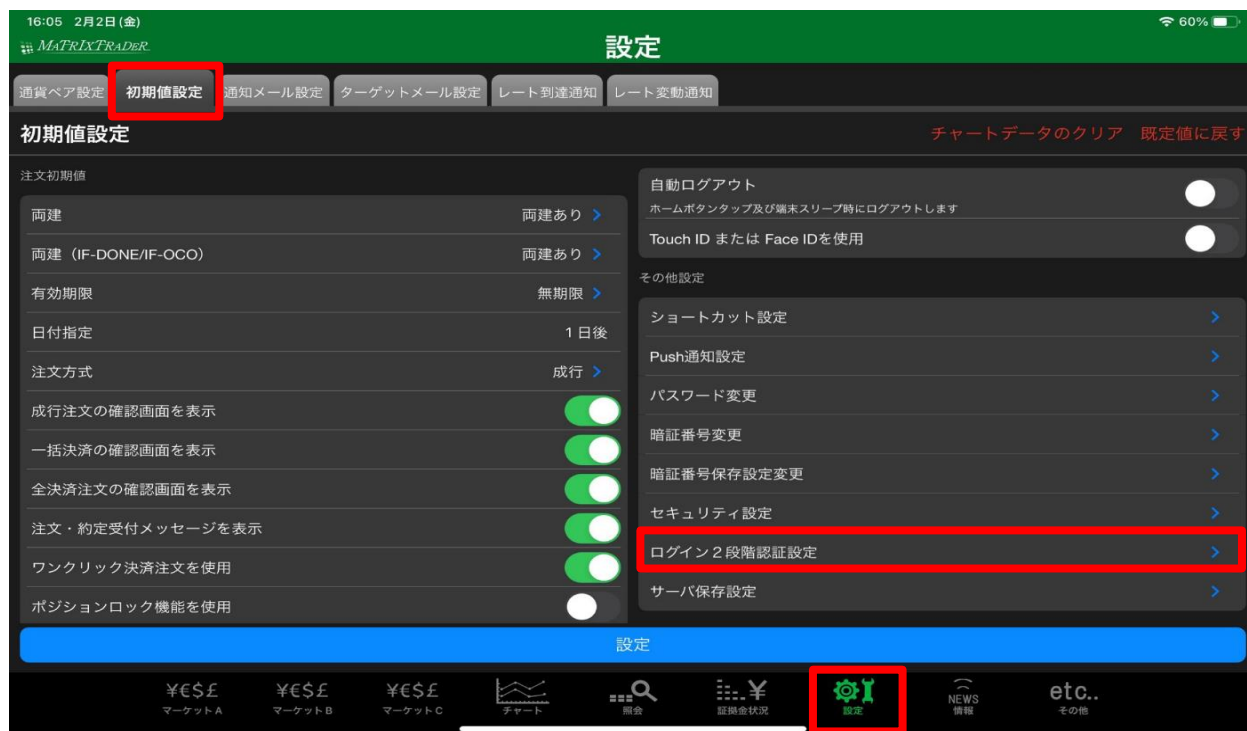 16:05 2月2日(金)
60%
MATRIXTRADER
設定
通貨ペア設定 初期値設定 通知メール設定 ターゲットメール設定 レート到達通知 レート変動通知
初期値設定
チャートデータのクリア 既定値に戻す
注文初期値
両建 両建あり
両建（IF-DONE/IF-OCO） 両建あり
有効期限 無期限
日付指定 1 日後
注文方式 成行
成行注文の確認画面を表示
一括決済の確認画面を表示
全決済注文の確認画面を表示
注文・約定受付メッセージを表示
ワンクリック決済注文を使用
ポジションロック機能を使用
自動ログアウト
ホームボタンタップ及び端末スリープ時にログアウトします
Touch ID または Face IDを使用
その他設定
ショートカット設定
Push通知設定
パスワード変更
暗証番号変更
暗証番号保存設定変更
セキュリティ設定
ログイン２段階認証設定
サーバ保存設定
設定
¥€$£ ¥€$£ ¥€$£ ¥ NEWS etc..
マーケットA マーケットB マーケットC チャート 照会 証拠金状況 設定 情報 その他